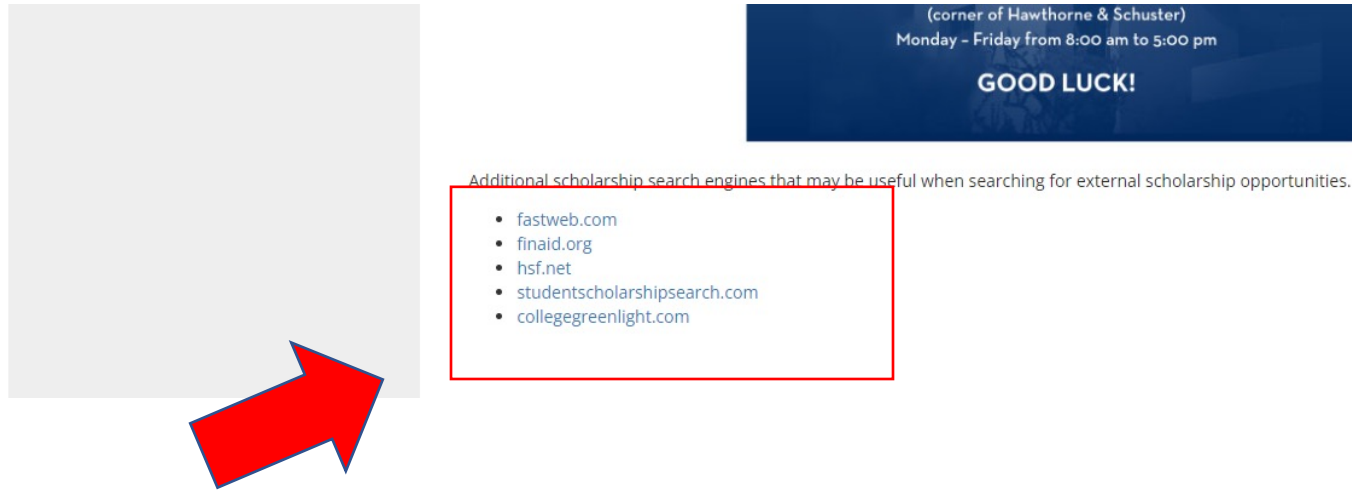 (corner of Hawthorne & Schuster)
Monday – Friday from 8:00 am to 5:00 pm
GOOD LUCK!
Additional scholarship search engines that may be useful when searching for external scholarship opportunities.
• fastweb.com
• finaid.org
• hsf.net
• studentscholarshipsearch.com
• collegegreenlight.com